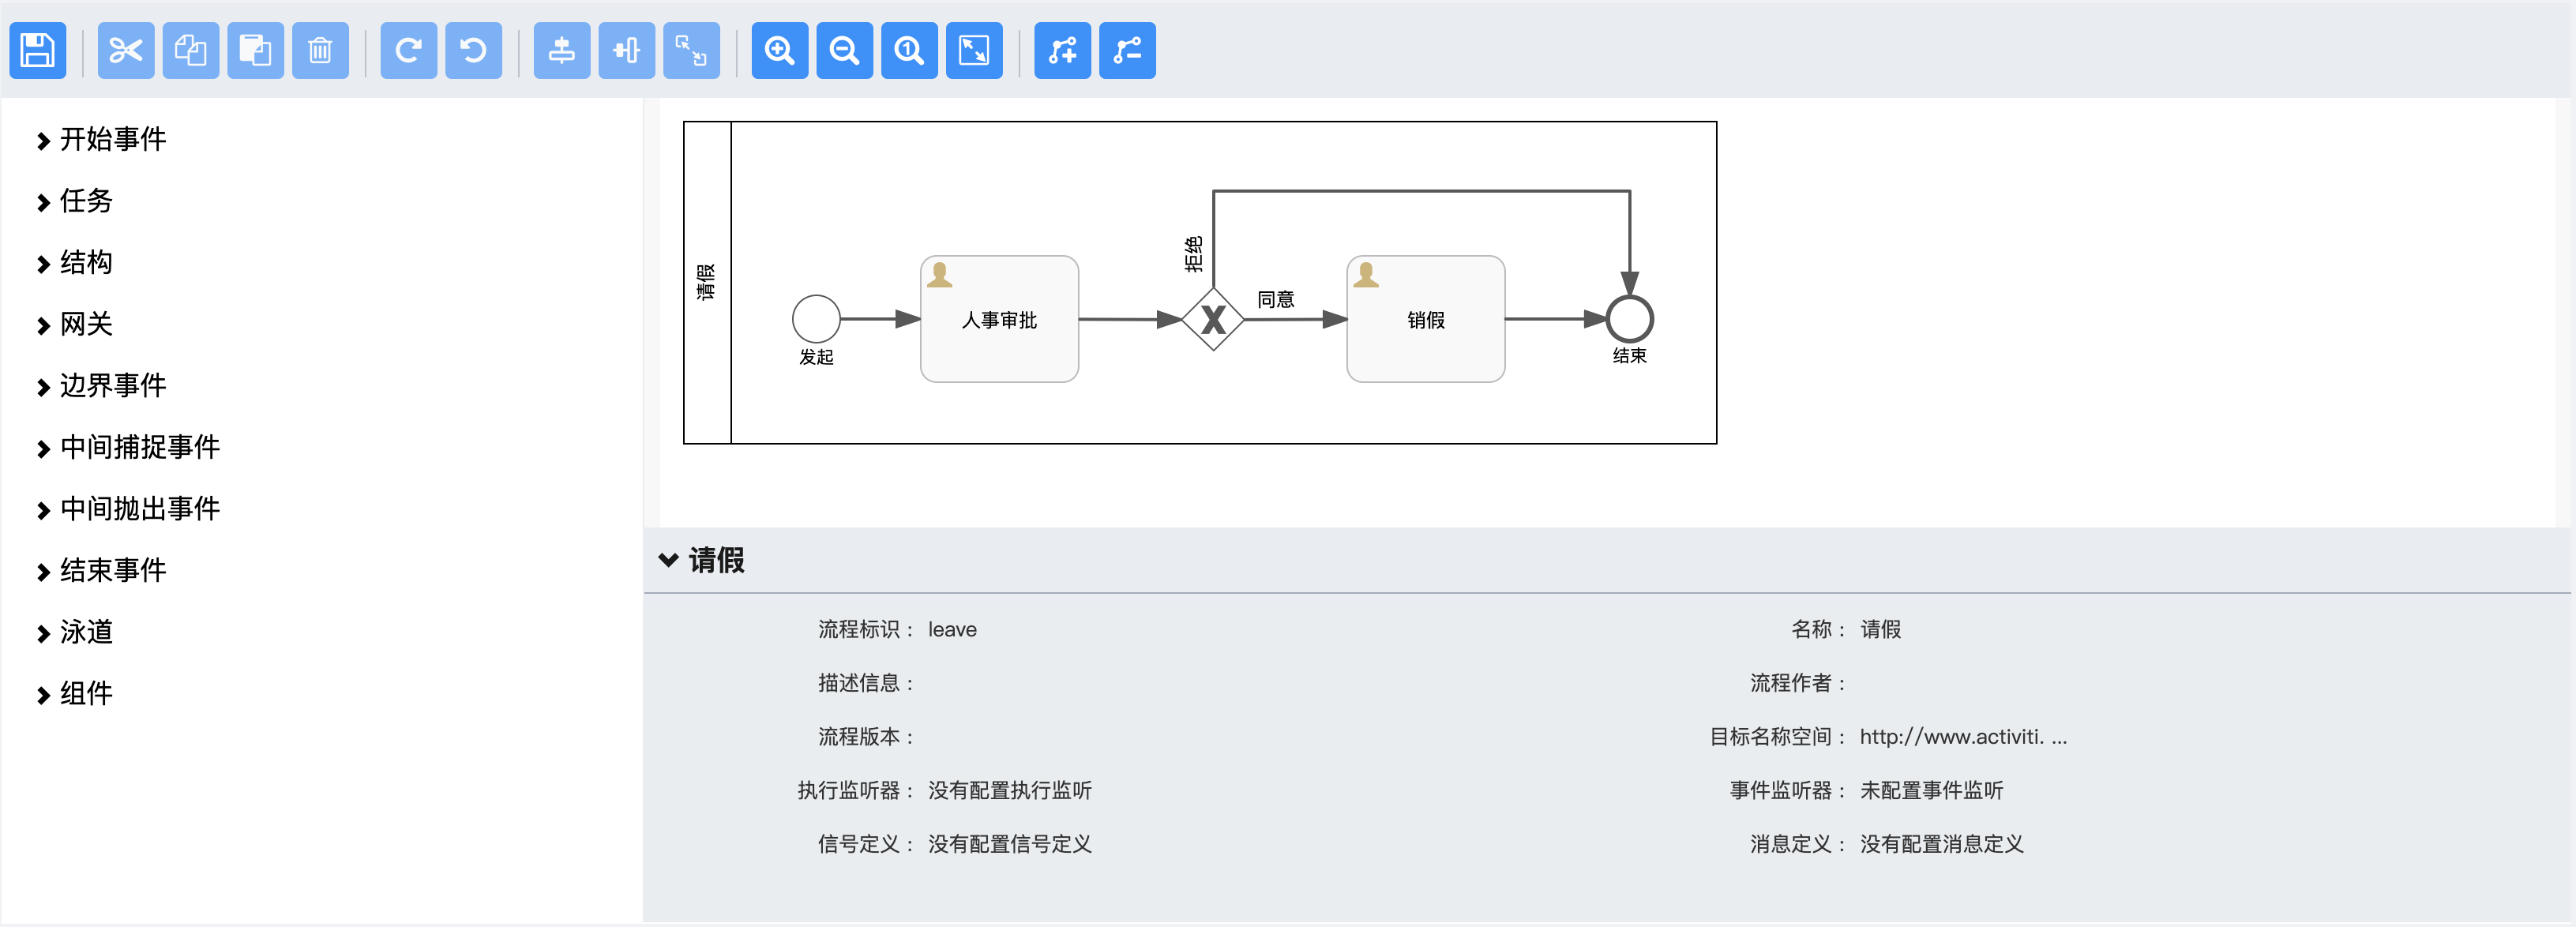 开始事件
任务
结构
网关
边界事件
中间捕捉事件
中间抛出事件
结束事件
泳道
组件
请假
发起
人事审批
拒绝
同意
销假
结束
请假
流程标识： leave
名称： 请假
描述信息：
流程作者：
流程版本：
目标名称空间： http://www.activiti. ...
执行监听器： 没有配置执行监听
事件监听器： 未配置事件监听
信号定义： 没有配置信号定义
消息定义： 没有配置消息定义